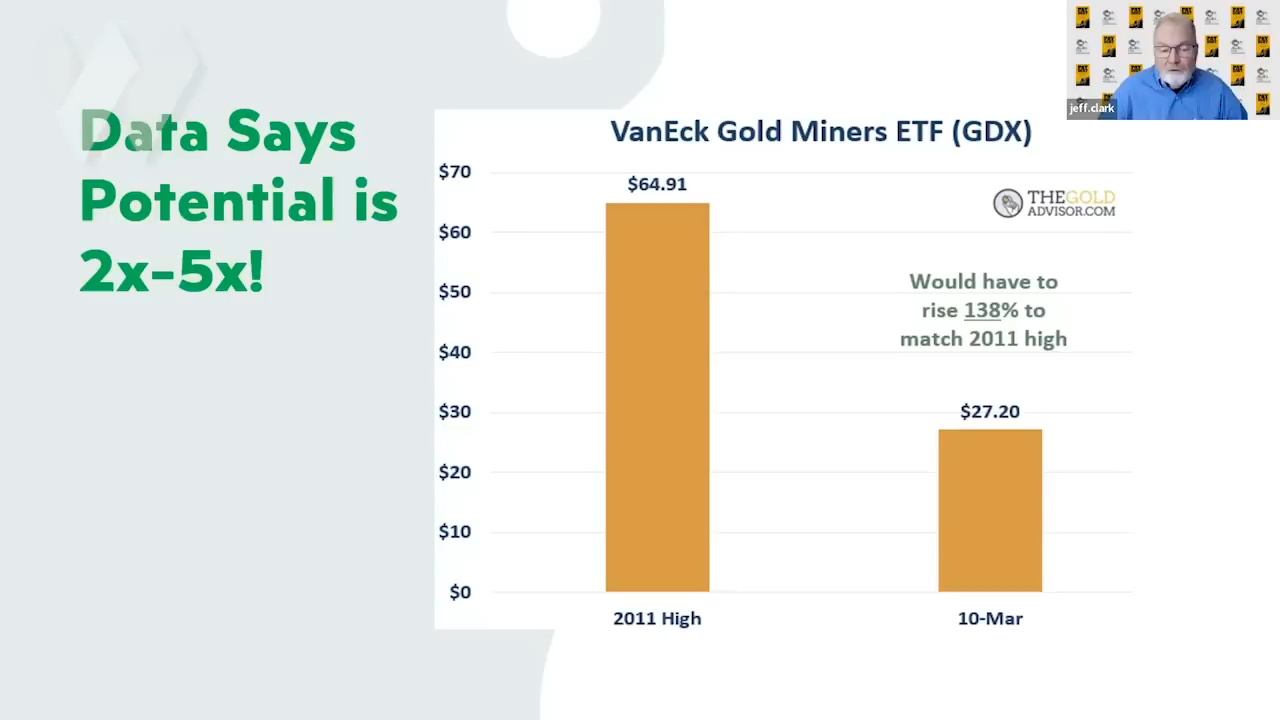 Data Says
Potential is
2x-5x!
VanEck Gold Miners ETF (GDX)
$70
$60
$50
$40
$30
$20
$10
$0
$64.91
$27.20
2011 High
10-Mar
THEGOLD
ADVISOR.COM
Would have to
rise 138% to
match 2011 high
jeff.clark
CAT